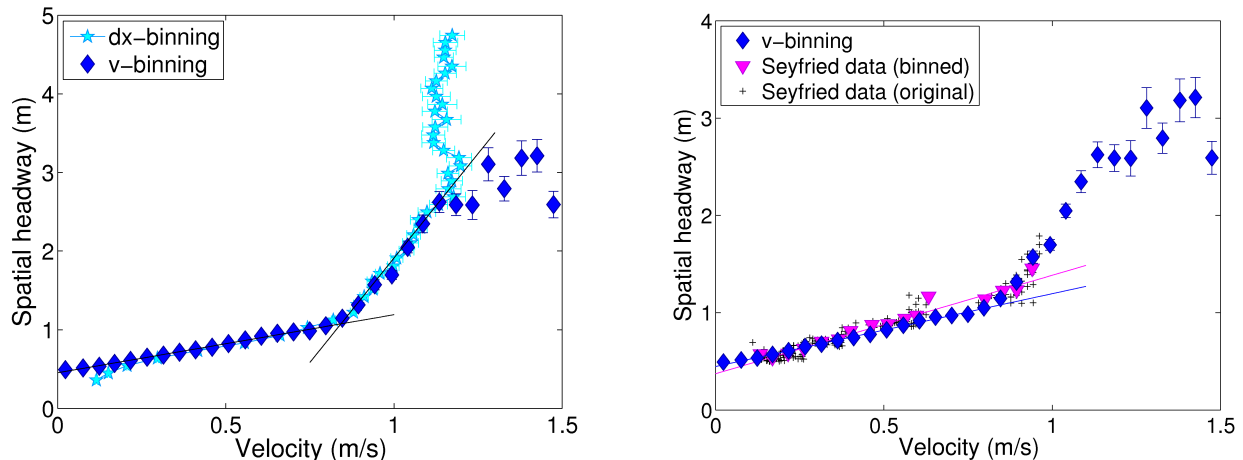 dx−binning
v−binning
Spatial headway (m)
5
4
3
2
1
0
0
0.5
1
1.5
Velocity (m/s)
v−binning
Seyfried data (binned)
Seyfried data (original)
Spatial headway (m)
4
3
2
1
0
0
0.5
1
1.5
Velocity (m/s)